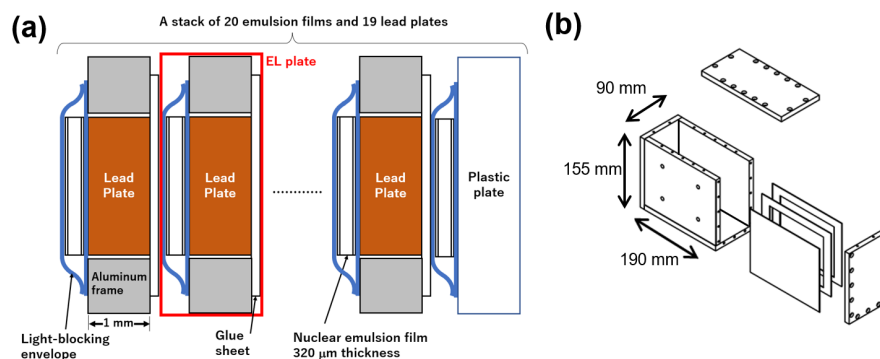 (a)
A stack of 20 emulsion films and 19 lead plates
EL plate
Lead
Plate
Lead
Plate
Lead
Plate
Plastic
plate
Aluminum
frame
1 mm
Light-blocking
envelope
Glue
sheet
Nuclear emulsion film
320 μm thickness
(b)
90 mm
155 mm
190 mm